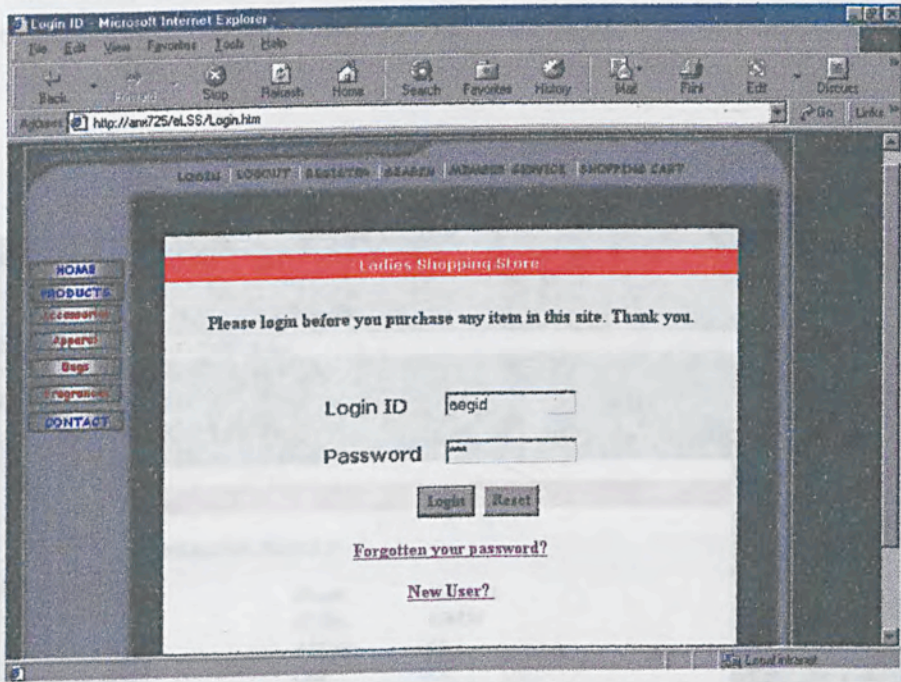 Login ID - Microsoft Internet Explorer
File Edit View Favorites Tools Help
Back Forward Stop Refresh Home Search Favorites History Mail Print Edit Discuss
Address http://anx725/eLSS/Login.htm Go Links
LOGIN | LOGOUT | REGISTER | SEARCH | MEMBER SERVICE | SHOPPING CART
Ladies Shopping Store
HOME
PRODUCTS
Accessories
Apparel
Bags
Fragrances
CONTACT
Please login before you purchase any item in this site. Thank you.
Login ID aegid
Password ***
Login Reset
Forgotten your password?
New User?
Local intranet